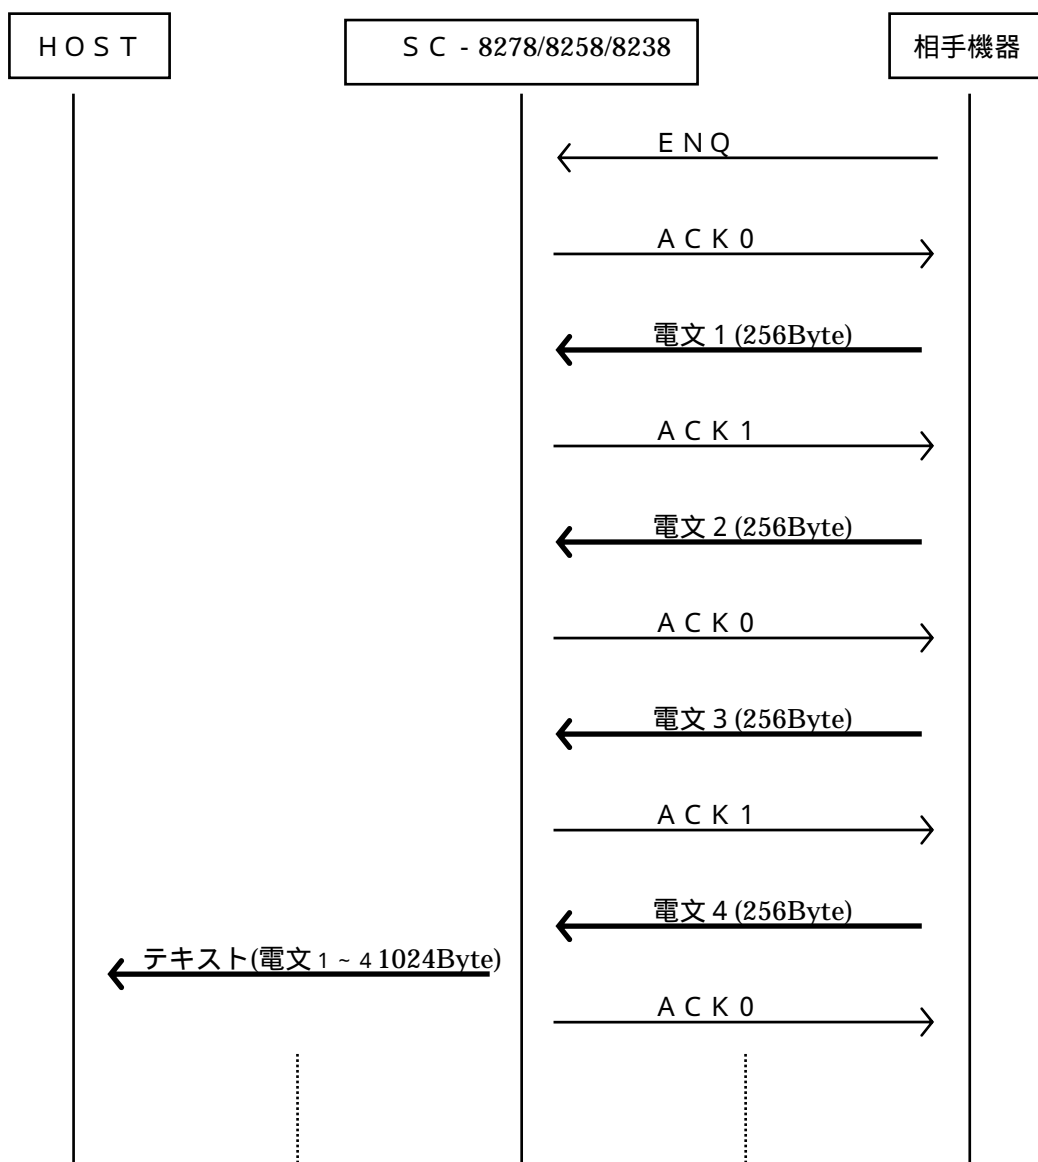 ＨＯＳＴ
ＳＣ-8278/8258/8238
相手機器
ＥＮＱ
ＡＣＫ０
電文１(256Byte)
ＡＣＫ１
電文２(256Byte)
ＡＣＫ０
電文３(256Byte)
ＡＣＫ１
電文４(256Byte)
テキスト(電文１～４1024Byte)
ＡＣＫ０